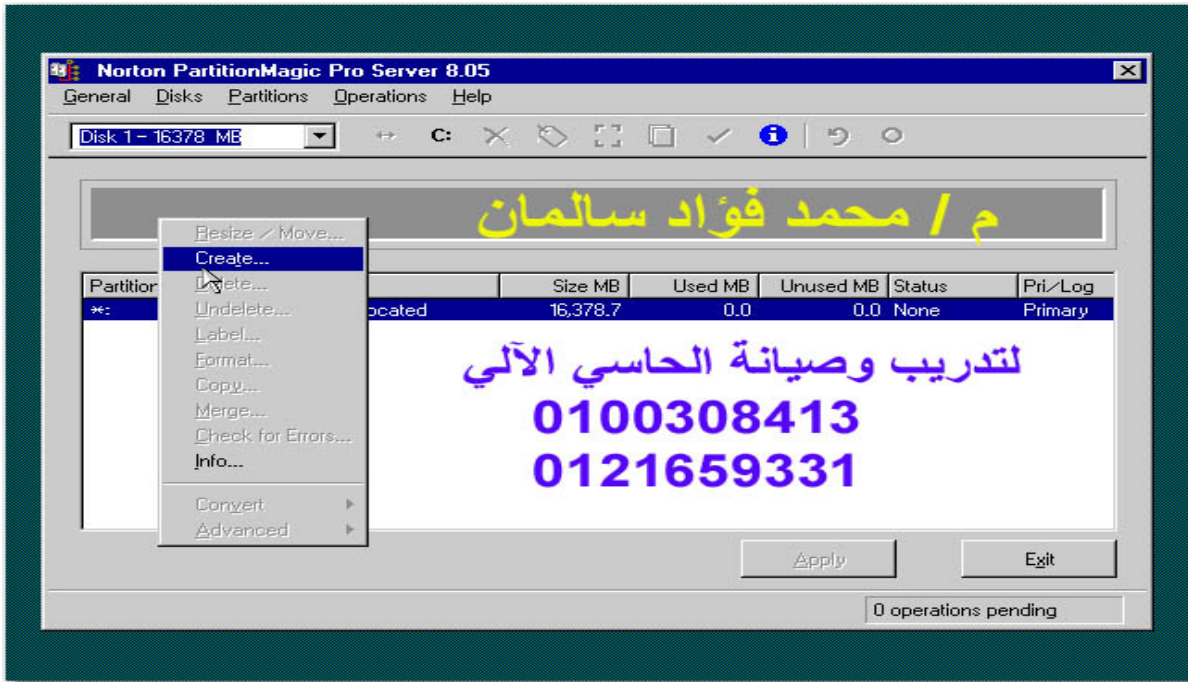 Norton PartitionMagic Pro Server 8.05
General Disks Partitions Operations Help
Disk 1 - 16378 MB
C:
م / محمد فؤاد سالمان
Resize / Move...
Create...
Delete...
Undelete...
Label...
Format...
Copy...
Merge...
Check for Errors...
Info...
Convert
Advanced
Partition Size MB Used MB Unused MB Status Pri/Log
*: ocated 16,378.7 0.0 0.0 None Primary
لتدريب وصيانة الحاسي الآلي
0100308413
0121659331
Apply Exit
0 operations pending